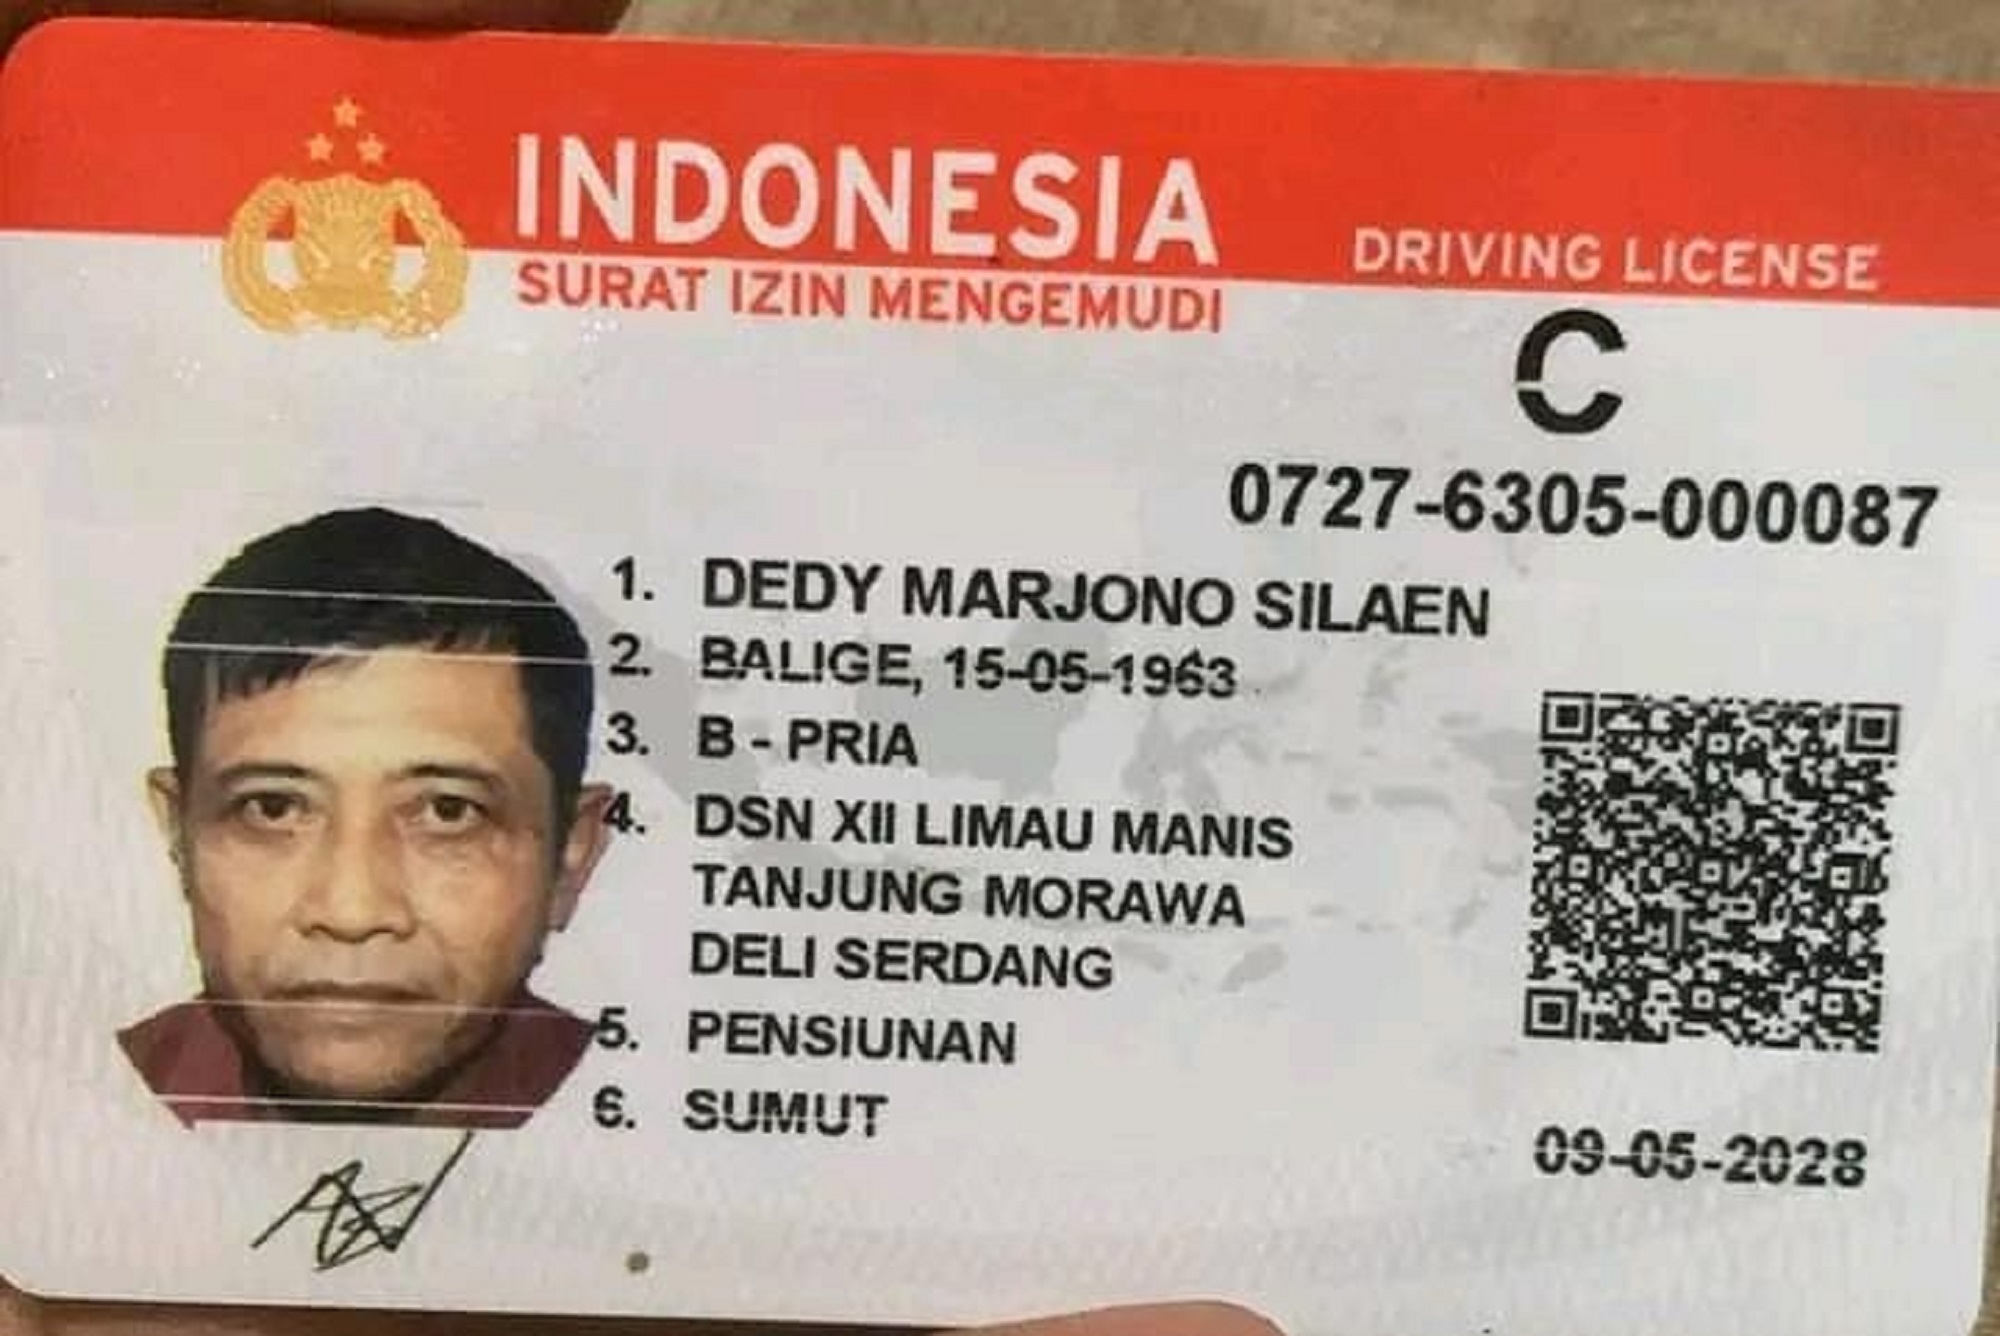 INDONESIA
SURAT IZIN MENGEMUDI
DRIVING LICENSE
C
0727-6305-000087
1. DEDY MARJONO SILAEN
2. BALIGE, 15-05-1963
3. B - PRIA
4. DSN XII LIMAU MANIS
TANJUNG MORAWA
DELI SERDANG
5. PENSIUNAN
6. SUMUT
09-05-2028